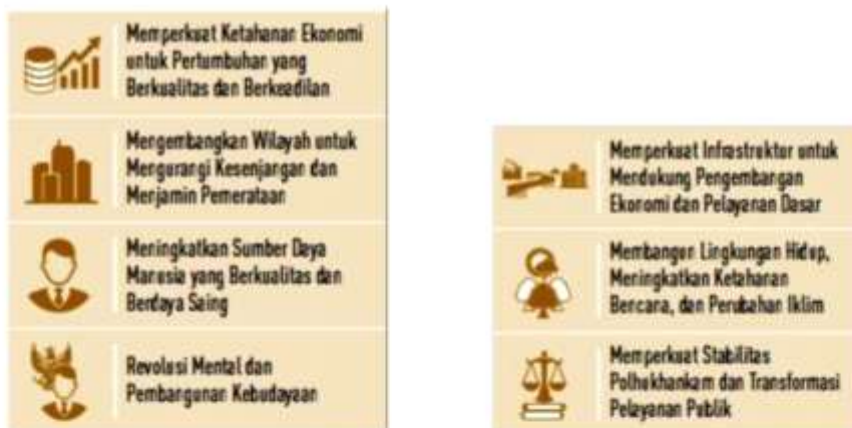 Memperkuat Ketahanan Ekonomi
untuk Pertumbuhan yang
Berkualitas dan Berkeadilan
Mengembangkan Wilayah untuk
Mengurangi Kesenjangan dan
Menjamin Pemerataan
Meningkatkan Sumber Daya
Manusia yang Berkualitas dan
Berdaya Saing
Revolusi Mental dan
Pembangunan Kebudayaan
Memperkuat Infrastruktur untuk
Mendukung Pengembangan
Ekonomi dan Pelayanan Dasar
Membangun Lingkungan Hidup,
Meningkatkan Ketahanan
Bencana, dan Perubahan Iklim
Memperkuat Stabilitas
Polhukhankam dan Transformasi
Pelayanan Publik